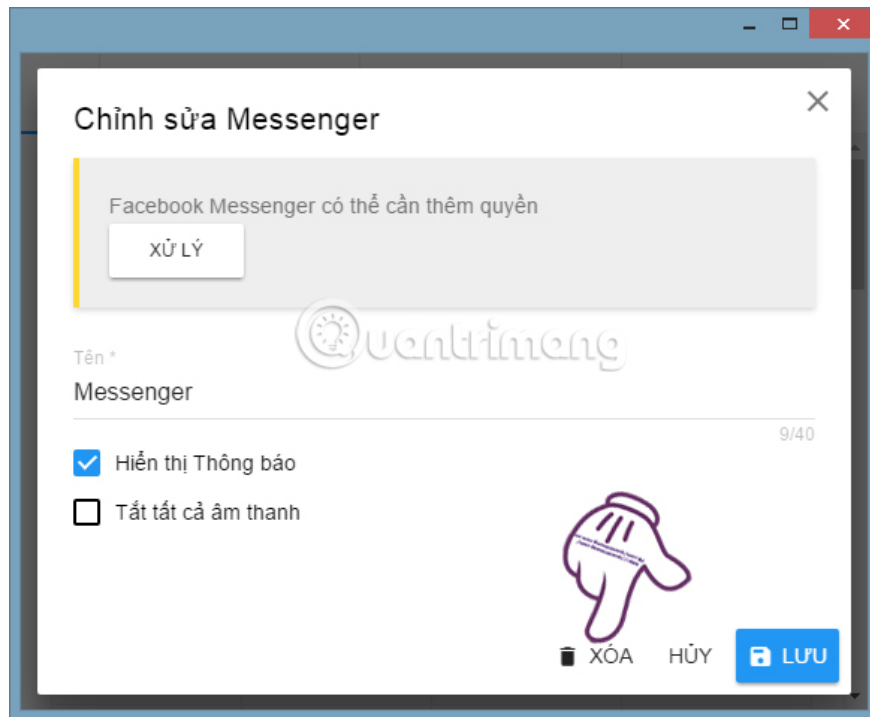 Chỉnh sửa Messenger
Facebook Messenger có thể cần thêm quyền
XỬ LÝ
Quantrimang
Tên *
Messenger
9/40
Hiển thị Thông báo
Tắt tất cả âm thanh
XÓA HỦY LƯU